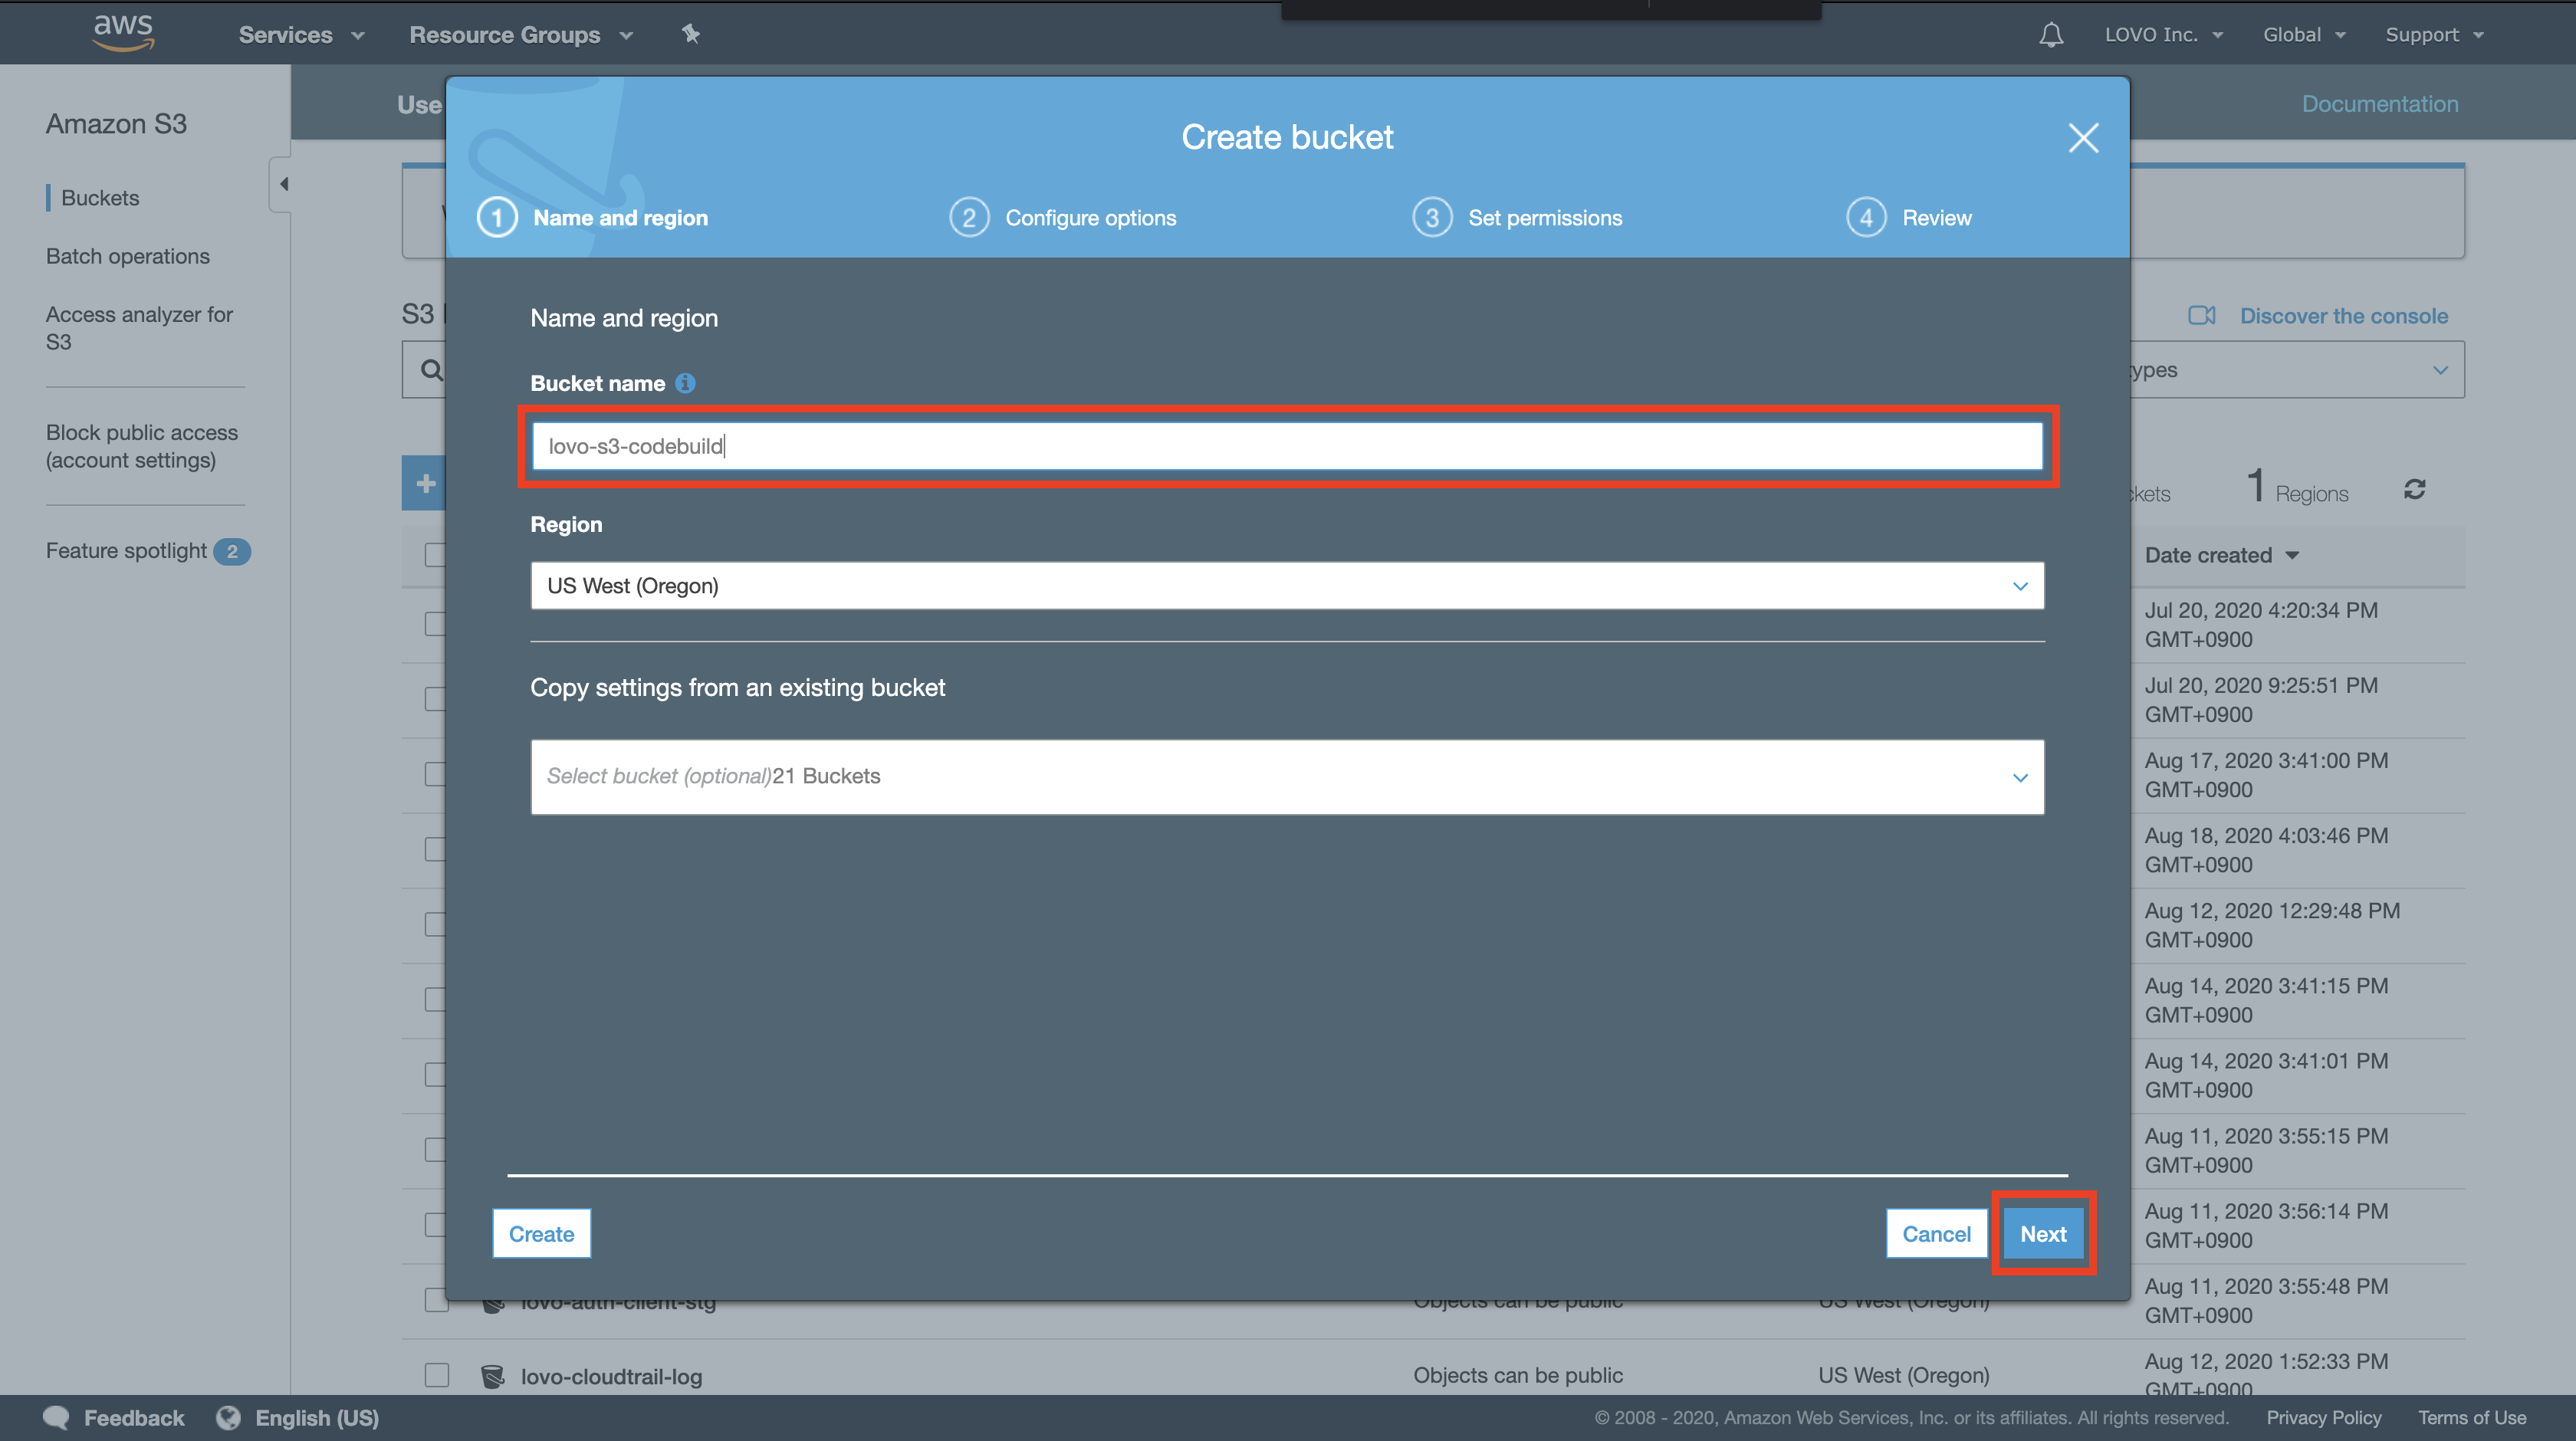 aws
Services
Resource Groups
LOVO Inc.
Global
Support
Amazon S3
Use
Documentation
Create bucket
Buckets
1 Name and region
2 Configure options
3 Set permissions
4 Review
Batch operations
Access analyzer for
S3
S3
Name and region
Discover the console
types
Bucket name
Block public access
(account settings)
lovo-s3-codebuild
ckets
1 Regions
Feature spotlight 2
Region
Date created
US West (Oregon)
Jul 20, 2020 4:20:34 PM
GMT+0900
Copy settings from an existing bucket
Jul 20, 2020 9:25:51 PM
GMT+0900
Select bucket (optional)21 Buckets
Aug 17, 2020 3:41:00 PM
GMT+0900
Aug 18, 2020 4:03:46 PM
GMT+0900
Aug 12, 2020 12:29:48 PM
GMT+0900
Aug 14, 2020 3:41:15 PM
GMT+0900
Aug 14, 2020 3:41:01 PM
GMT+0900
Aug 11, 2020 3:55:15 PM
GMT+0900
Create
Cancel
Next
Aug 11, 2020 3:56:14 PM
GMT+0900
lovo-auth-client-stg
Objects can be public
US West (Oregon)
Aug 11, 2020 3:55:48 PM
GMT+0900
lovo-cloudtrail-log
Objects can be public
US West (Oregon)
Aug 12, 2020 1:52:33 PM
GMT+0900
Feedback
English (US)
© 2008 - 2020, Amazon Web Services, Inc. or its affiliates. All rights reserved.
Privacy Policy
Terms of Use